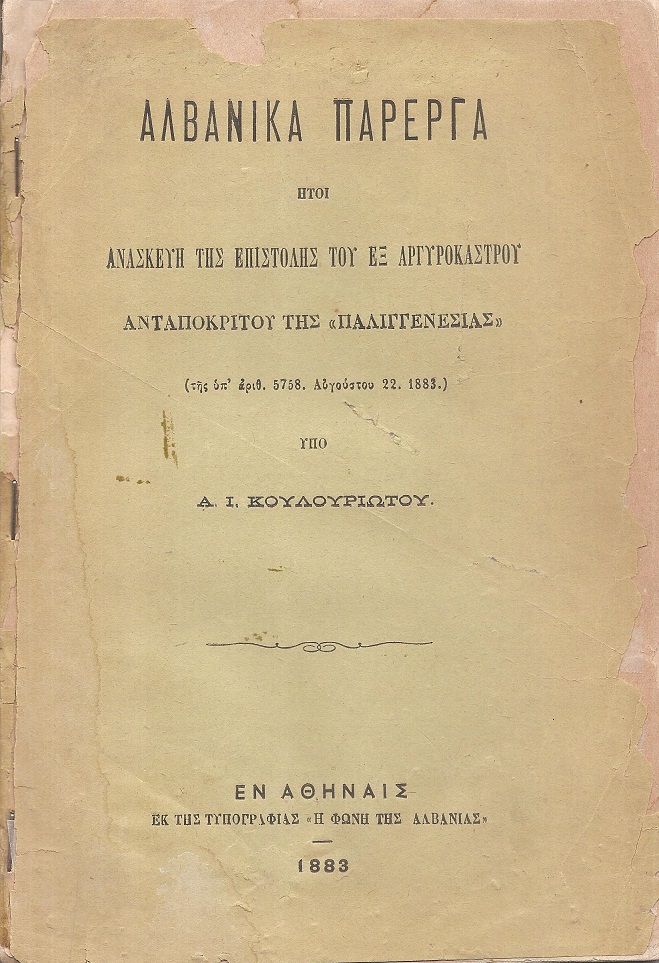 ΑΛΒΑΝΙΚΑ ΠΑΡΕΡΓΑ
ΗΤΟΙ
ΑΝΑΣΚΕΥΗ ΤΗΣ ΕΠΙΣΤΟΛΗΣ ΤΟΥ ΕΞ ΑΡΓΥΡΟΚΑΣΤΡΟΥ
ΑΝΤΑΠΟΚΡΙΤΟΥ ΤΗΣ «ΠΑΛΙΓΓΕΝΕΣΙΑΣ»
(τῆς ὑπ' ἀριθ. 5758. Αὐγούστου 22. 1883.)
ΥΠΟ
Α. Ι. ΚΟΥΛΟΥΡΙΩΤΟΥ.
ΕΝ ΑΘΗΝΑΙΣ
ΕΚ ΤΗΣ ΤΥΠΟΓΡΑΦΙΑΣ «Η ΦΩΝΗ ΤΗΣ ΑΛΒΑΝΙΑΣ»
1883